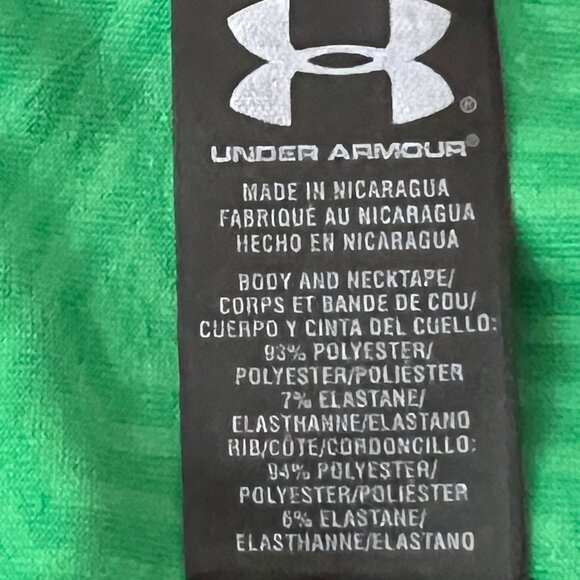 UNDER ARMOUR®
MADE IN NICARAGUA
FABRIQUÉ AU NICARAGUA
HECHO EN NICARAGUA
BODY AND NECKTAPE/
CORPS ET BANDE DE COU/
CUERPO Y CINTA DEL CUELLO:
93% POLYESTER/
POLYESTER/POLIÉSTER
7% ELASTANE/
ELASTHANNE/ELASTANO
RIB/CÔTE/CORDONCILLO:
94% POLYESTER/
POLYESTER/POLIÉSTER
6% ELASTANE/
ELASTHANNE/ELASTANO